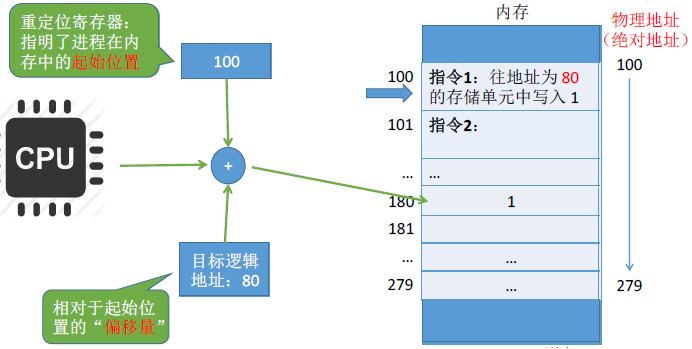 重定位寄存器：
指明了进程在内
存中的起始位置
100
CPU
+
目标逻辑
地址：80
相对于起始位
置的“偏移量”
内存
物理地址
（绝对地址）
100
指令1：往地址为 80
的存储单元中写入 1
100
101
指令2：
...
...
180
1
181
...
...
279
...
279